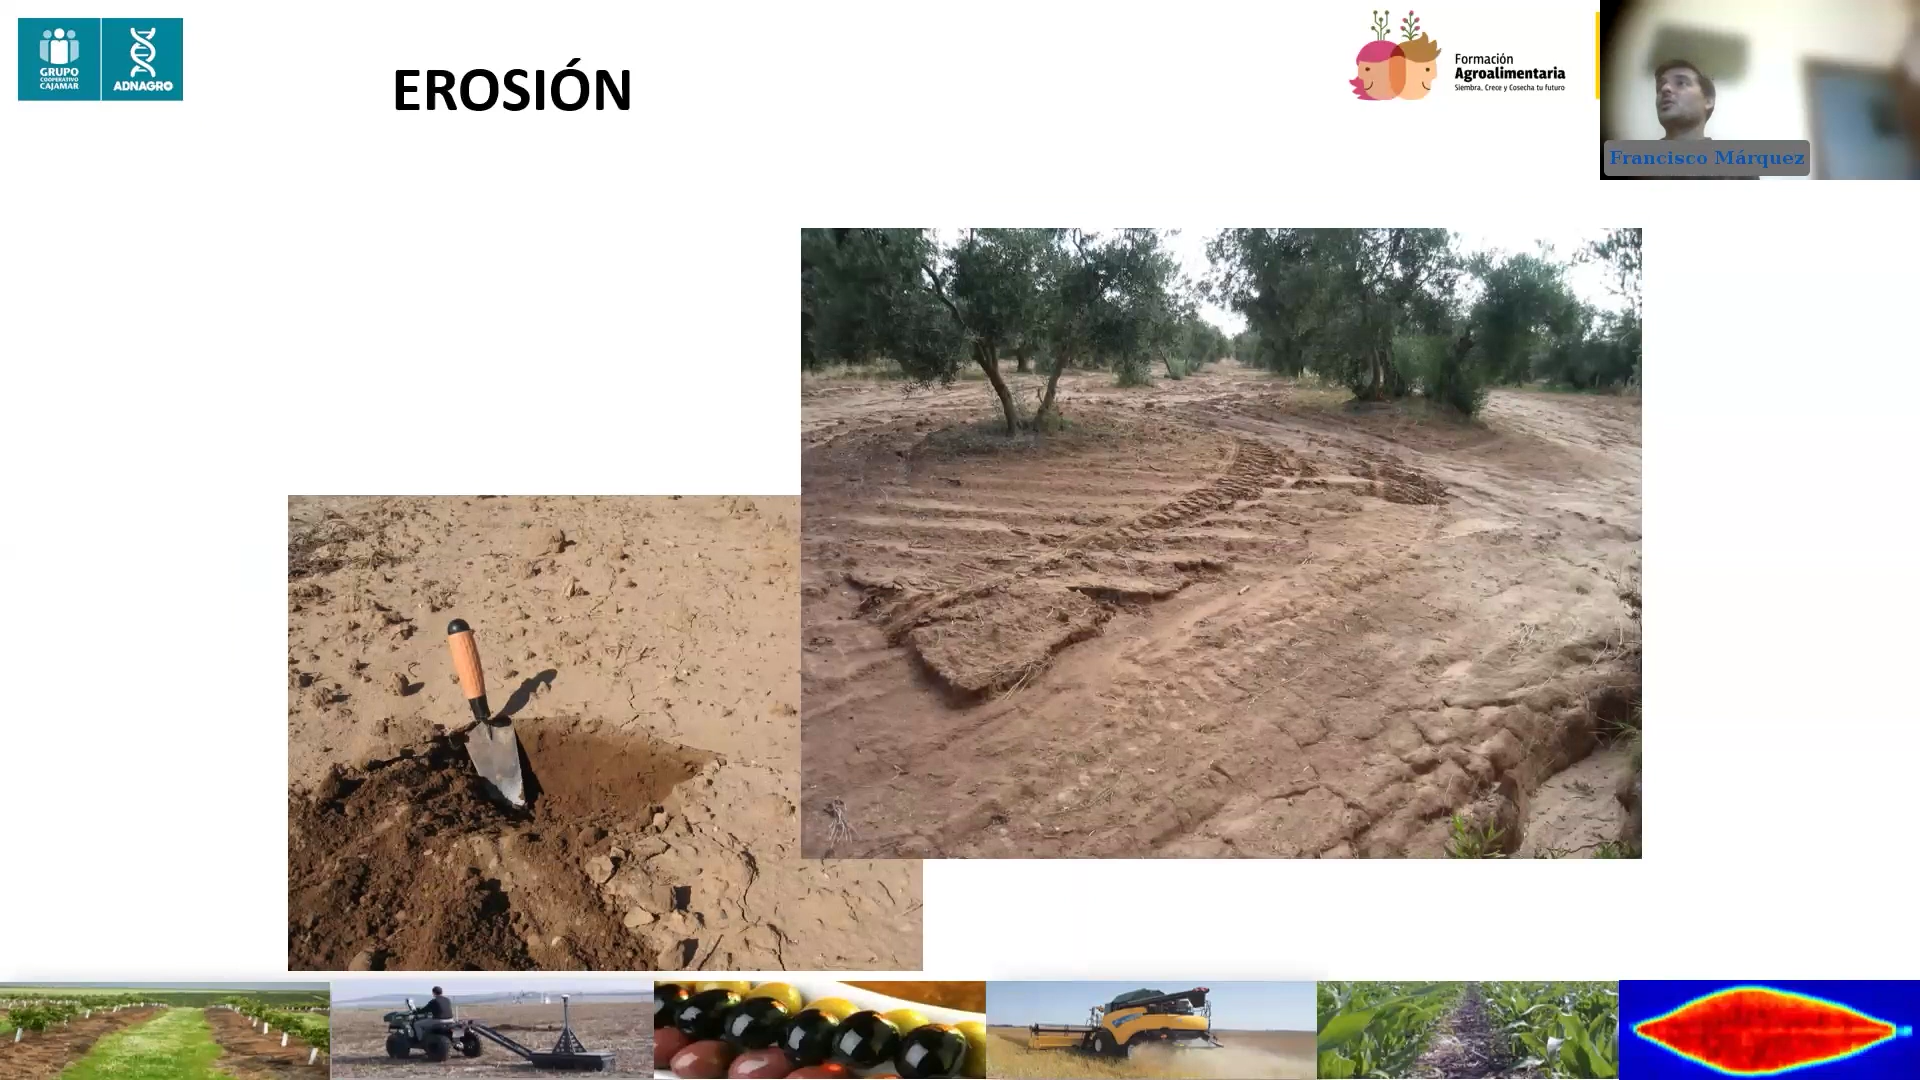 GRUPO
COOPERATIVO
CAJAMAR
ADNAGRO
EROSIÓN
Formación
Agroalimentaria
Siembra, Crece y Cosecha tu futuro
Francisco Márquez